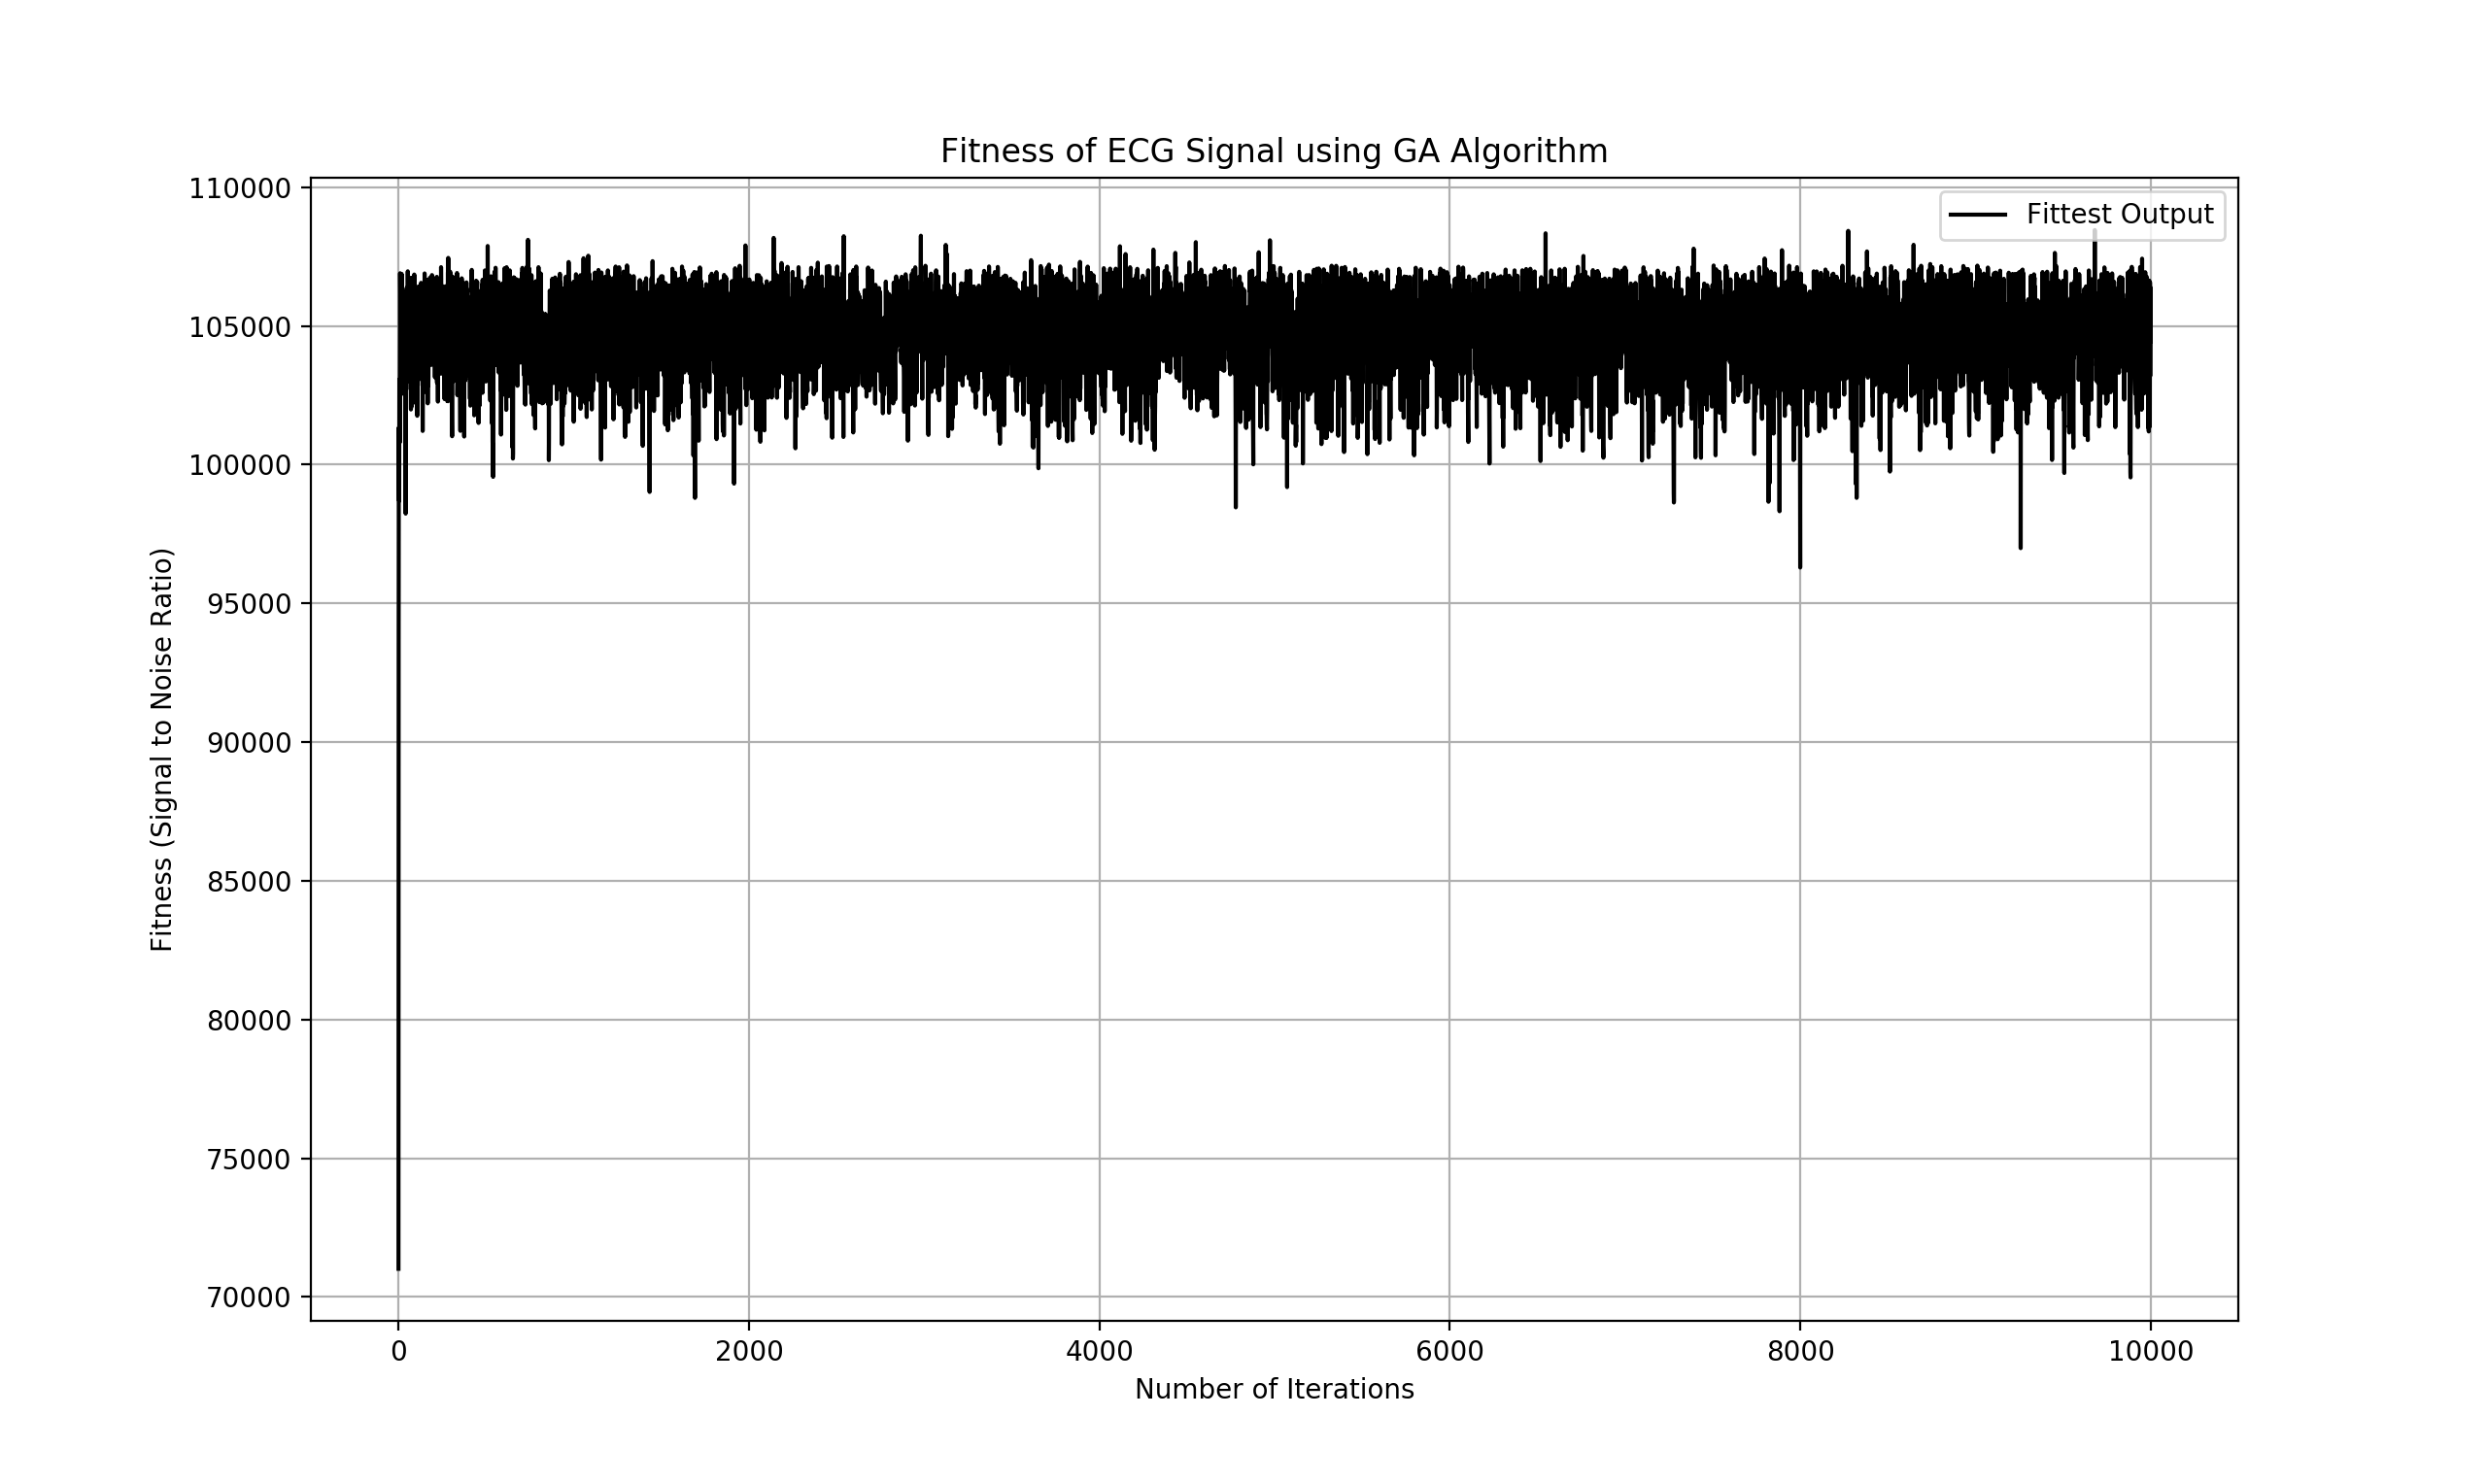 Fitness of ECG Signal using GA Algorithm
Fittest Output
110000
105000
100000
95000
90000
85000
80000
75000
70000
Fitness (Signal to Noise Ratio)
0 2000 4000 6000 8000 10000
Number of Iterations